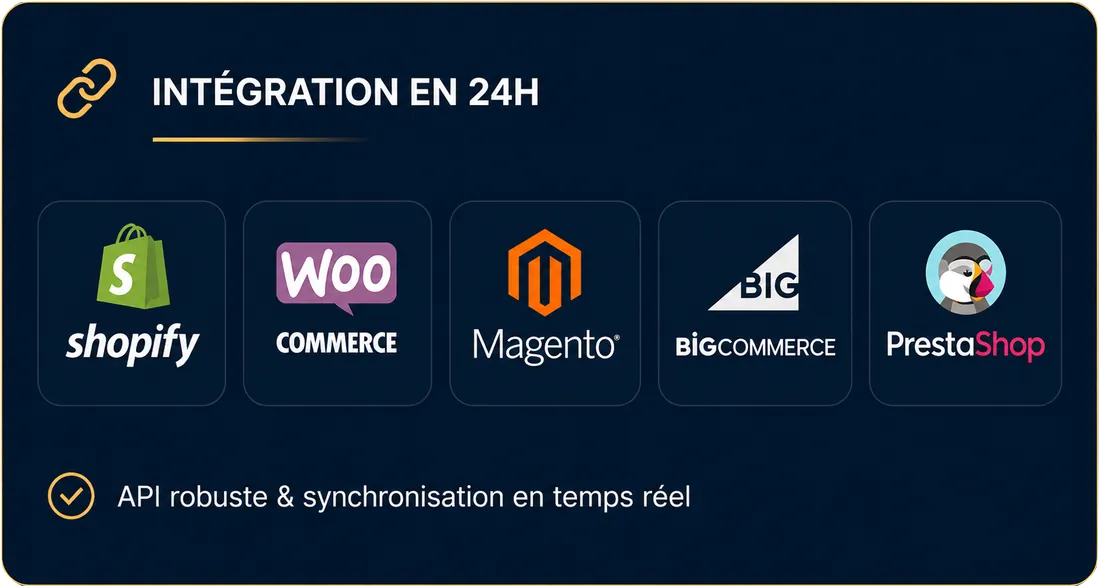 INTÉGRATION EN 24H
S
shopify
WOO
COMMERCE
Magento®
BIG
BiGCOMMERCE
PrestaShop
API robuste & synchronisation en temps réel